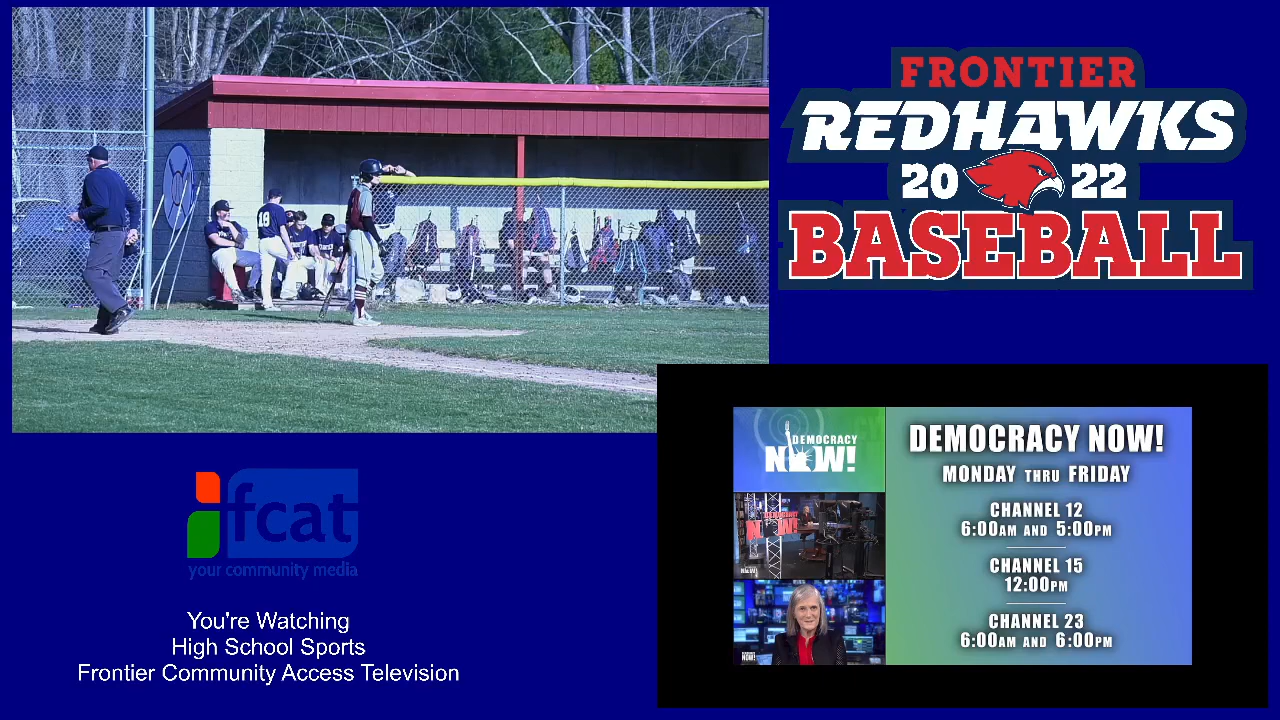 18
FRONTIER
REDHAWKS
20 22
BASEBALL
DEMOCRACY
NOW!
DEMOCRACY NOW!
MONDAY THRU FRIDAY
CHANNEL 12
6:00AM AND 5:00PM
CHANNEL 15
12:00PM
CHANNEL 23
6:00AM AND 6:00PM
fcat
your community media
You're Watching
High School Sports
Frontier Community Access Television